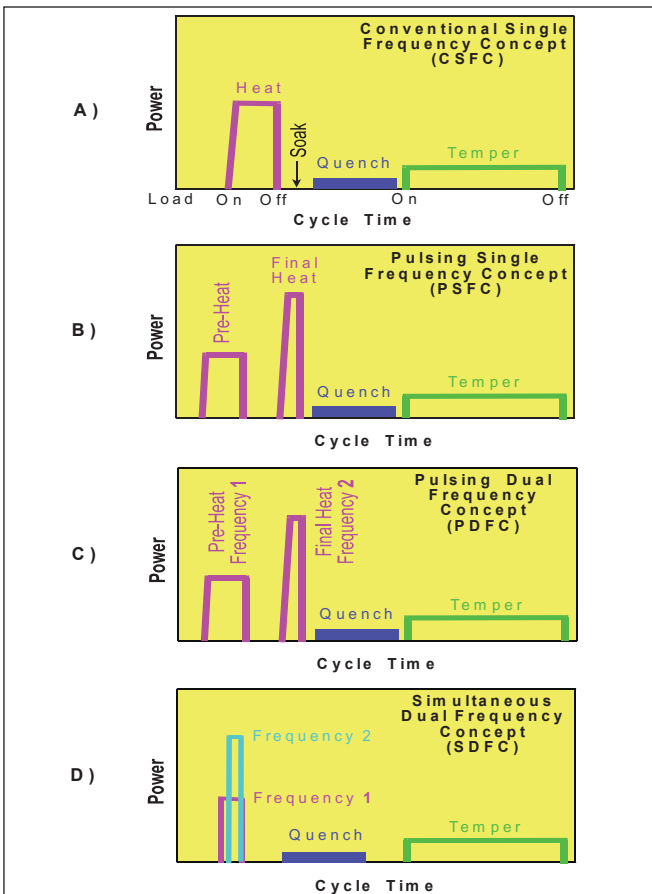 Conventional Single
Frequency Concept
(CSFC)
A)
Power
Heat
Soak
Quench
Temper
Load
On
Off
On
Off
Cycle Time
Pulsing Single
Frequency Concept
(PSFC)
B)
Power
Pre-Heat
Final
Heat
Quench
Temper
Cycle Time
Pulsing Dual
Frequency
Concept
(PDFC)
C)
Power
Pre-Heat
Frequency 1
Final Heat
Frequency 2
Quench
Temper
Cycle Time
Simultaneous
Dual Frequency
Concept
(SDFC)
D)
Power
Frequency 2
Frequency 1
Quench
Temper
Cycle Time